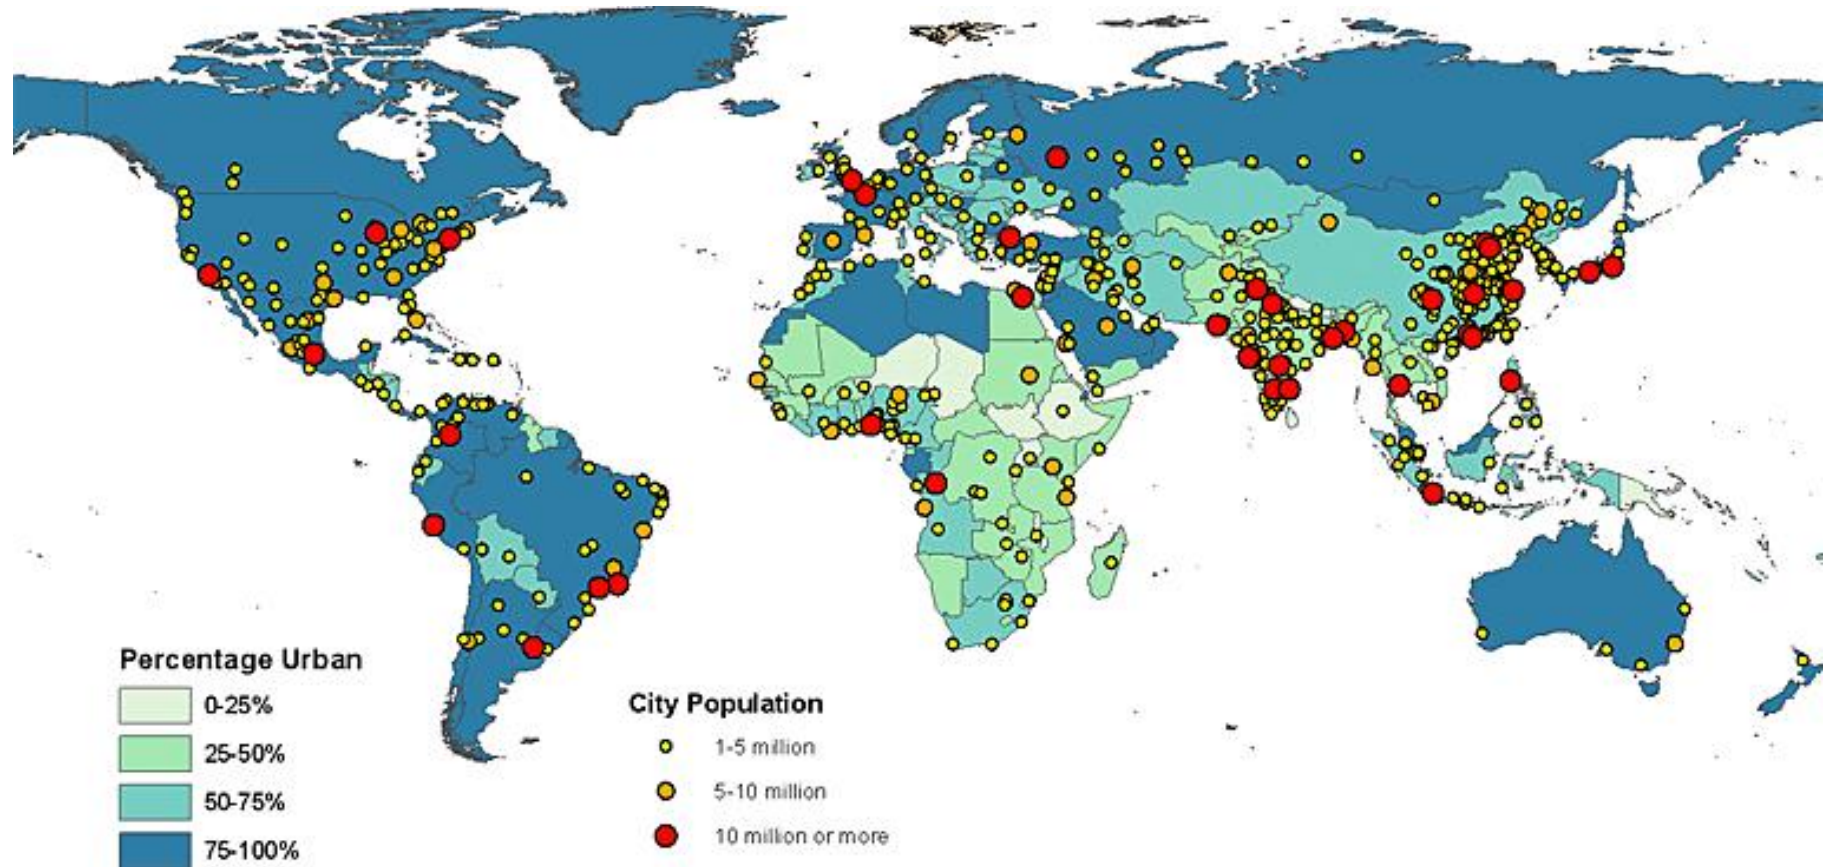 Percentage Urban
0-25%
25-50%
50-75%
75-100%
City Population
1-5 million
5-10 million
10 million or more